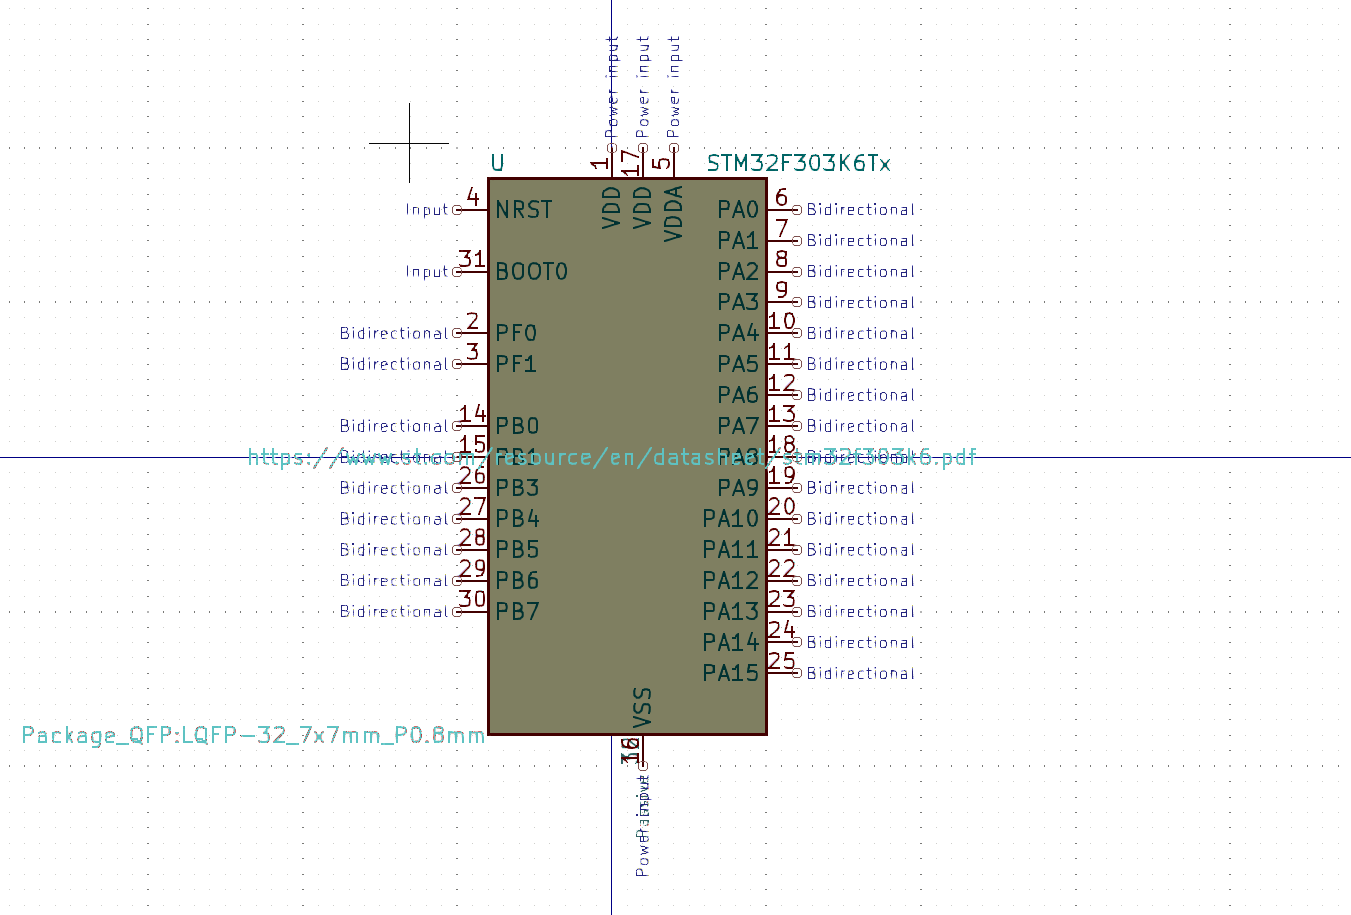 Power input
Power input
Power input
1
17
5
U
STM32F303K6Tx
VDD
VDD
VDDA
Input 4 NRST
PA0 6 Bidirectional
PA1 7 Bidirectional
Input 31 BOOT0
PA2 8 Bidirectional
PA3 9 Bidirectional
Bidirectional 2 PF0
PA4 10 Bidirectional
Bidirectional 3 PF1
PA5 11 Bidirectional
PA6 12 Bidirectional
Bidirectional 14 PB0
PA7 13 Bidirectional
Bidirectional 15 PB1
PA8 18 Bidirectional
https://www.st.com/resource/en/datasheet/stm32f303k6.pdf
Bidirectional 26 PB3
PA9 19 Bidirectional
Bidirectional 27 PB4
PA10 20 Bidirectional
Bidirectional 28 PB5
PA11 21 Bidirectional
Bidirectional 29 PB6
PA12 22 Bidirectional
Bidirectional 30 PB7
PA13 23 Bidirectional
PA14 24 Bidirectional
PA15 25 Bidirectional
VSS
Package_QFP:LQFP-32_7x7mm_P0.8mm
16
Power input